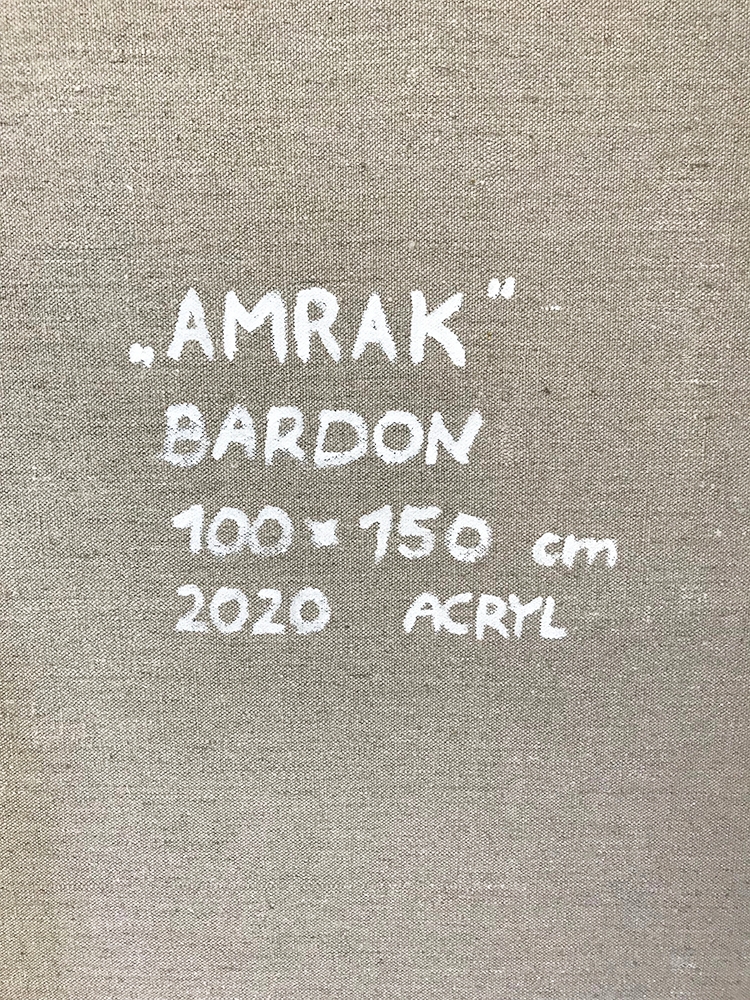 „AMRAK“
BARDON
100 × 150 cm
2020 ACRYL